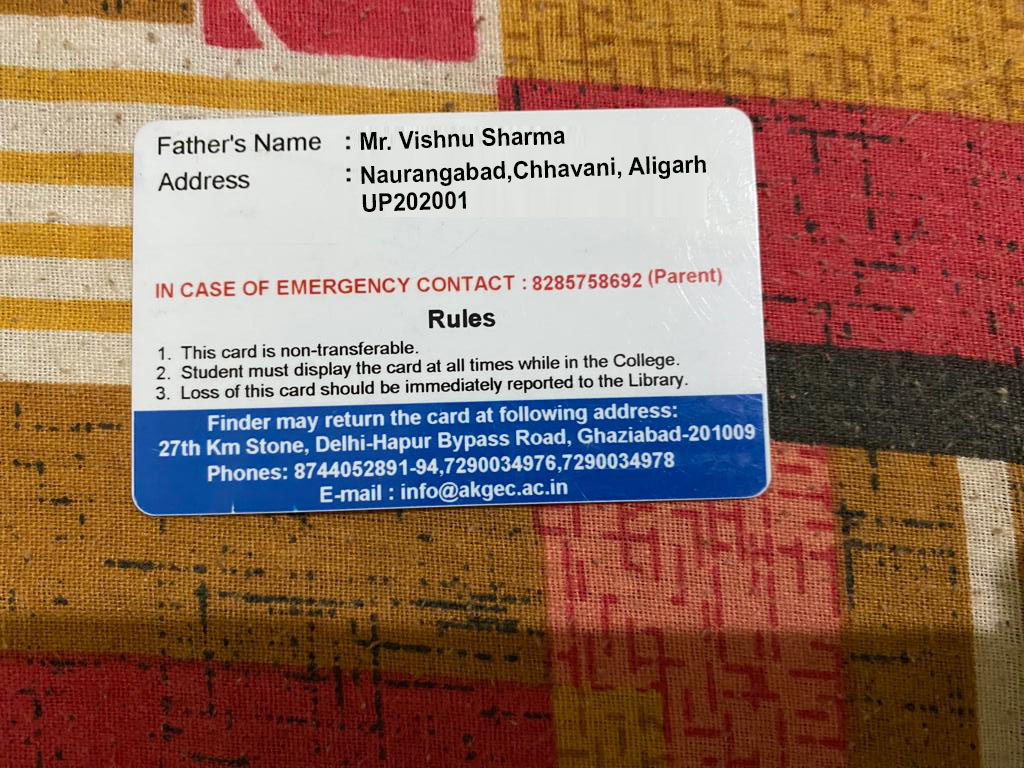 Father's Name : Mr. Vishnu Sharma
Address : Naurangabad,Chhavani, Aligarh
UP202001
IN CASE OF EMERGENCY CONTACT : 8285758692 (Parent)
Rules
1. This card is non-transferable.
2. Student must display the card at all times while in the College.
3. Loss of this card should be immediately reported to the Library.
Finder may return the card at following address:
27th Km Stone, Delhi-Hapur Bypass Road, Ghaziabad-201009
Phones: 8744052891-94,7290034976,7290034978
E-mail : info@akgec.ac.in